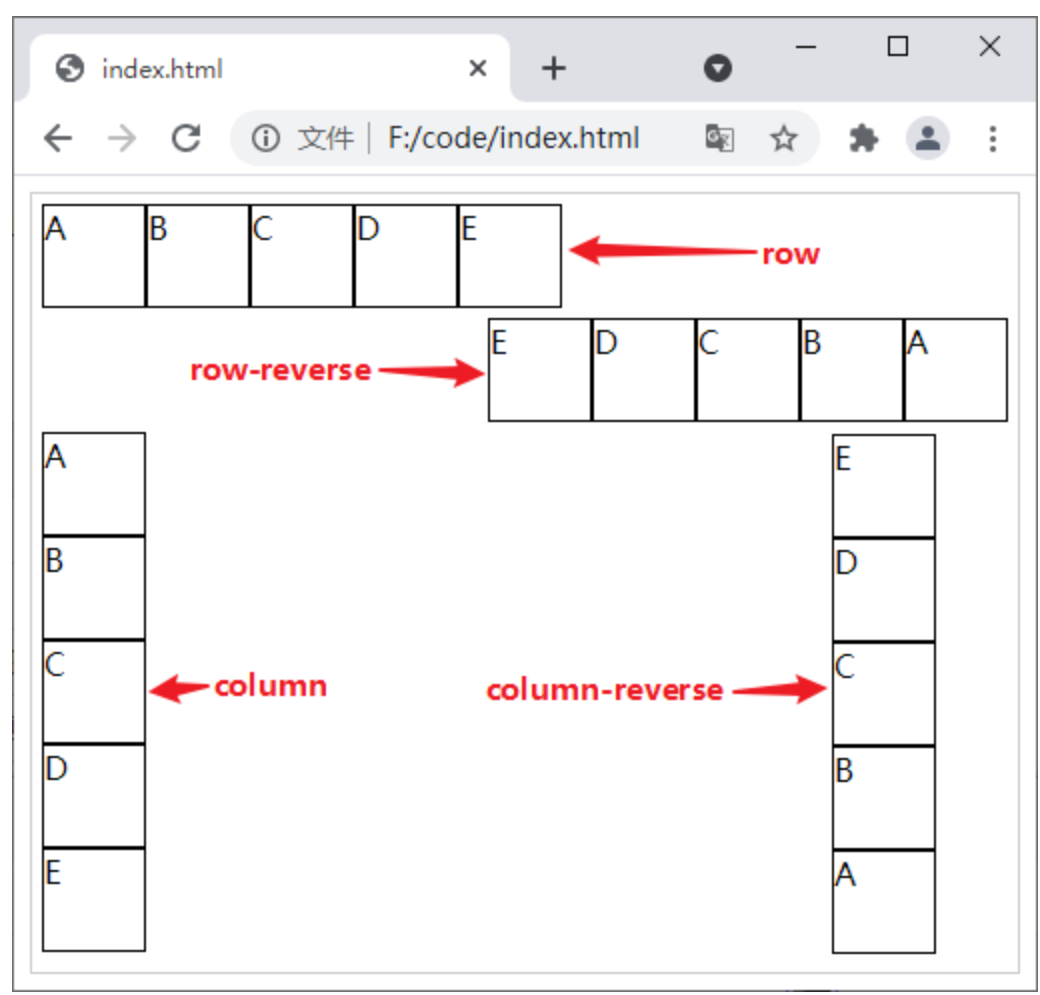 index.html
文件 F:/code/index.html
A B C D E
row
E D C B A
row-reverse
A
B
C
D
E
column
E
D
C
B
A
column-reverse